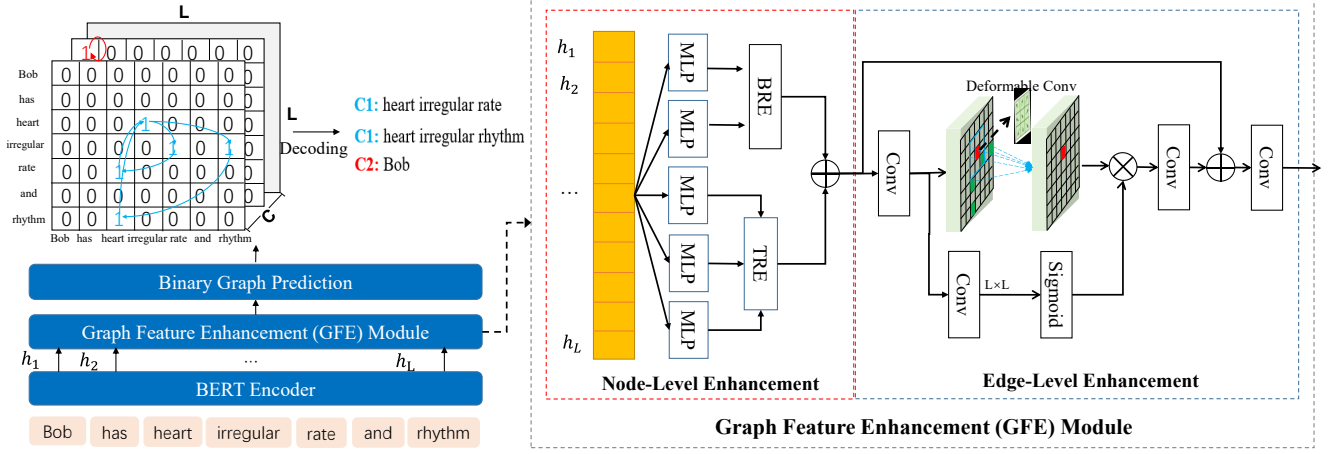 L
1 0 0 0 0 0 0
Bob 0 0 0 0 0 0 0
has 0 0 0 0 0 0 0
heart 0 0 0 1 0 0 0
irregular 0 0 0 0 1 0 1
rate 0 0 1 0 0 0 0
and 0 0 0 0 0 0 0
rhythm 0 0 1 0 0 0 0
Bob has heart irregular rate and rhythm
C
L
Decoding
C1: heart irregular rate
C1: heart irregular rhythm
C2: Bob
Binary Graph Prediction
Graph Feature Enhancement (GFE) Module
h1 h2 ... hL
BERT Encoder
Bob has heart irregular rate and rhythm
h1
h2
...
hL
MLP
MLP
MLP
MLP
MLP
BRE
TRE
Node-Level Enhancement
Conv
Deformable Conv
Conv
L×L
Sigmoid
Conv
Conv
Edge-Level Enhancement
Graph Feature Enhancement (GFE) Module